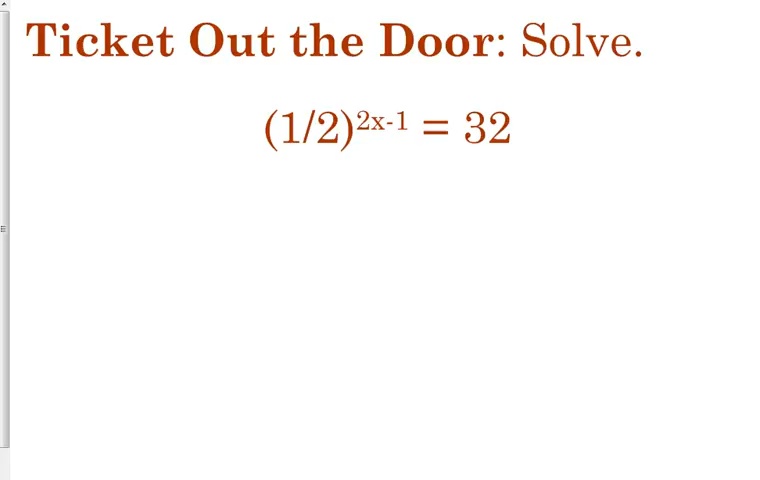 Ticket Out the Door: Solve.
(1/2)²ˣ⁻¹ = 32